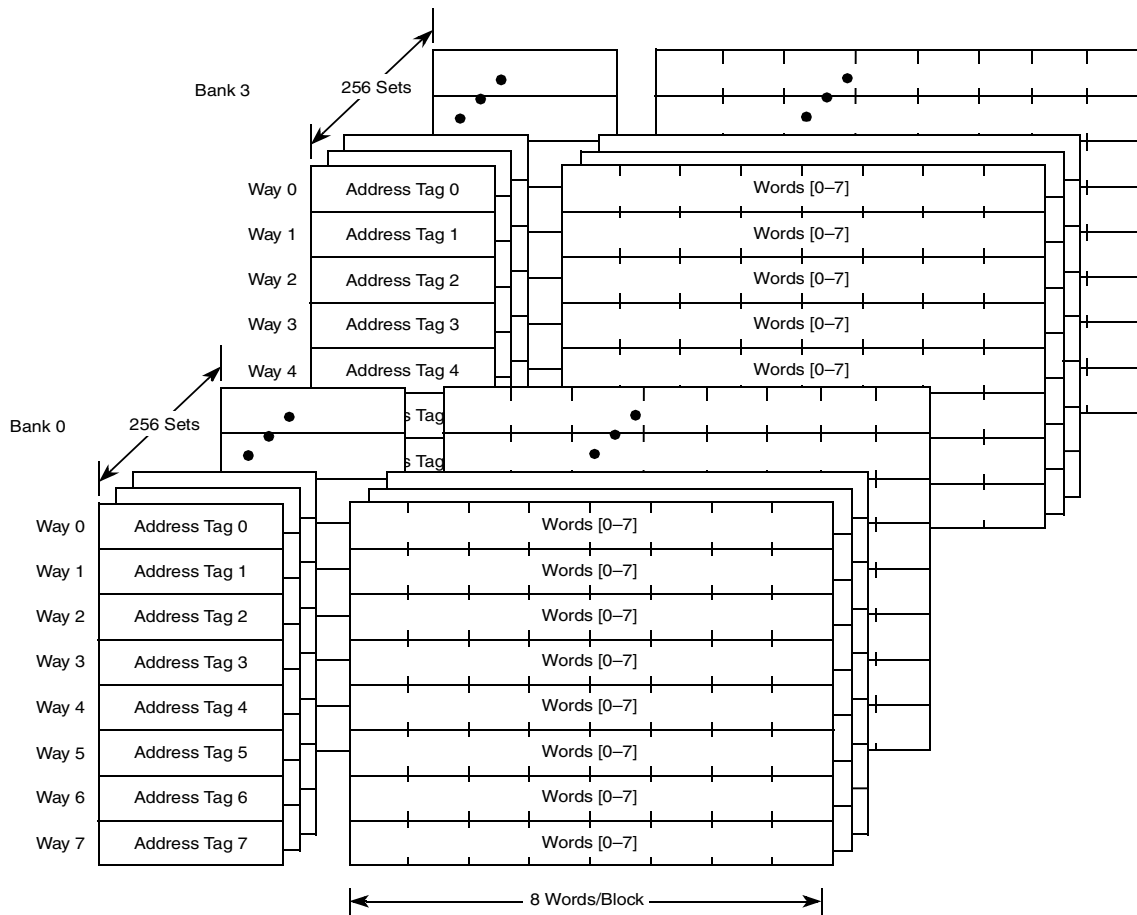 256 Sets
Bank 3
Way 0 Address Tag 0 Words [0–7]
Way 1 Address Tag 1 Words [0–7]
Way 2 Address Tag 2 Words [0–7]
Way 3 Address Tag 3 Words [0–7]
Way 4 Address Tag 4 Words [0–7]
256 Sets
Bank 0
s Tag
s Tag
Way 0 Address Tag 0 Words [0–7]
Way 1 Address Tag 1 Words [0–7]
Way 2 Address Tag 2 Words [0–7]
Way 3 Address Tag 3 Words [0–7]
Way 4 Address Tag 4 Words [0–7]
Way 5 Address Tag 5 Words [0–7]
Way 6 Address Tag 6 Words [0–7]
Way 7 Address Tag 7 Words [0–7]
8 Words/Block